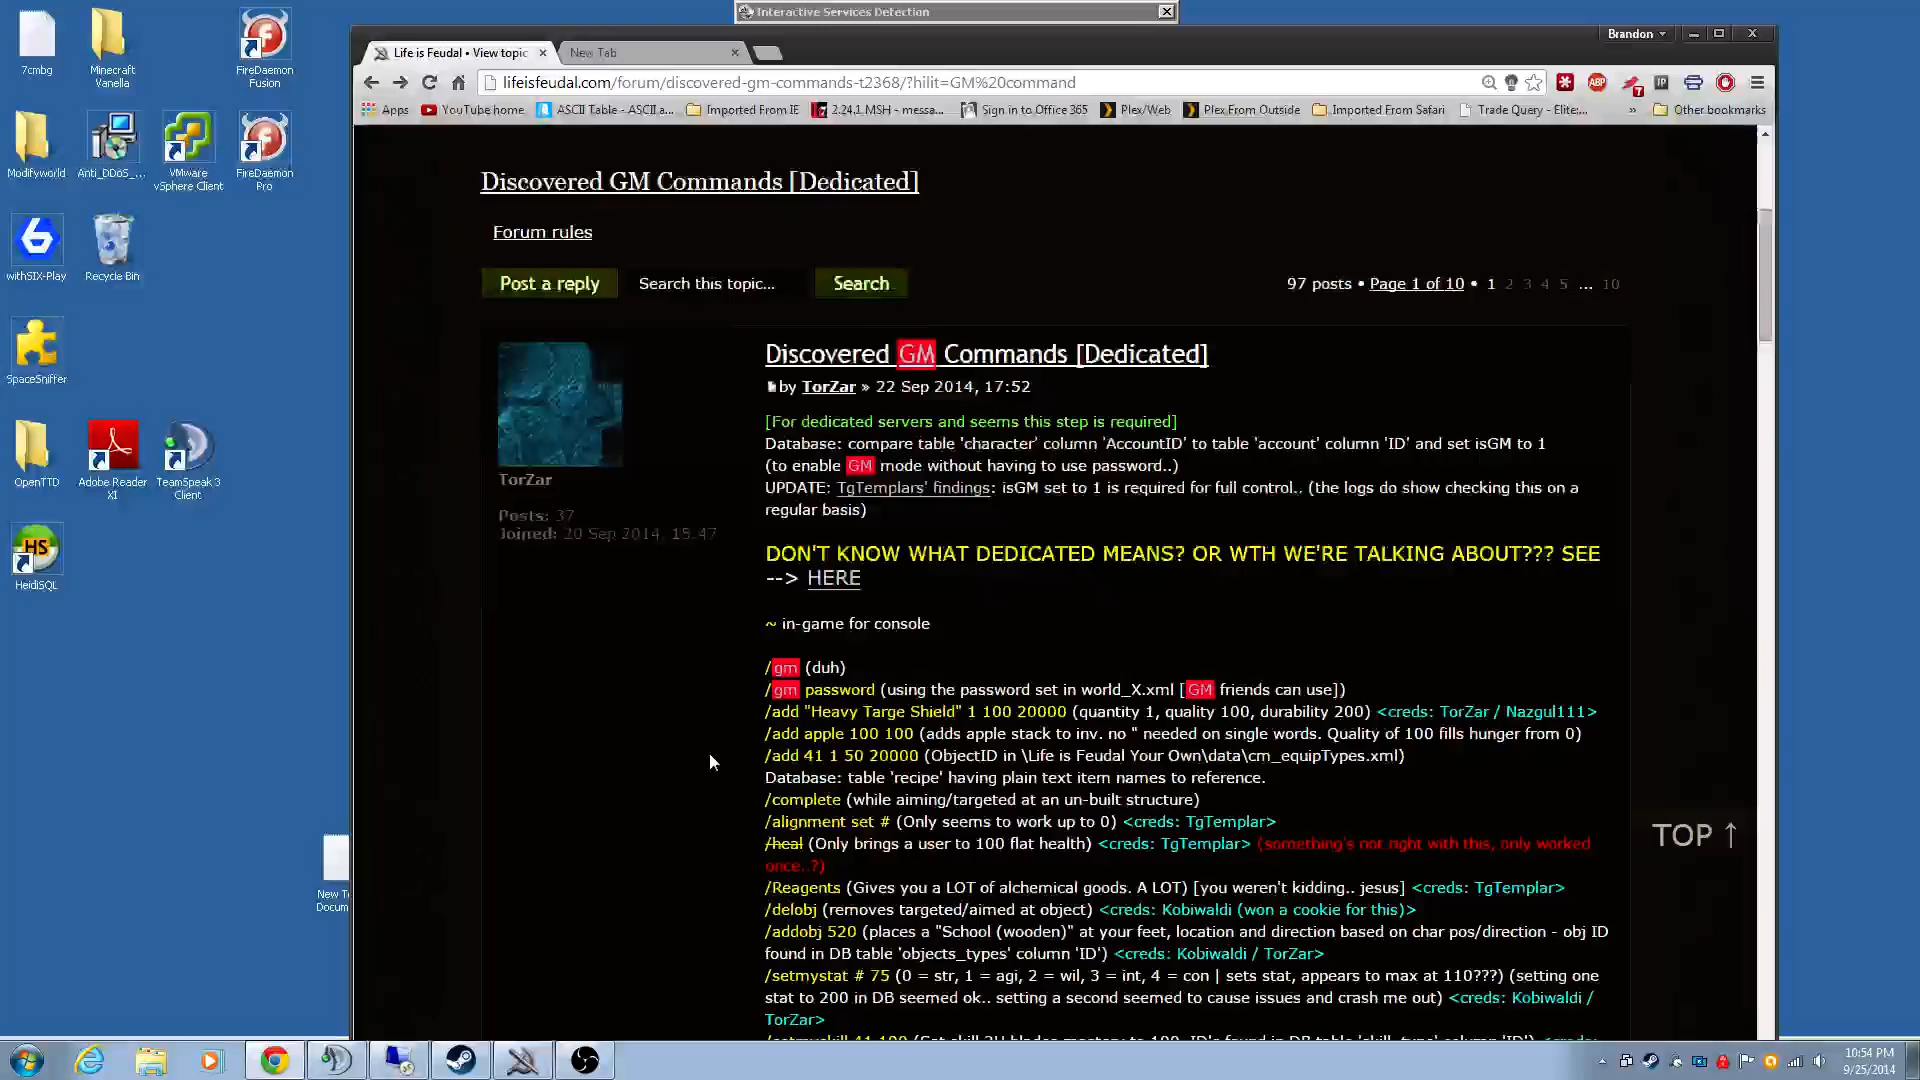 Interactive Services Detection
Brandon
Life is Feudal • View topic
New Tab
lifeisfeudal.com/forum/discovered-gm-commands-t2368/?hilit=GM%20command
Apps
YouTube home
ASCII Table - ASCII a...
Imported From IE
2.24.1 MSH - messa...
Sign in to Office 365
Plex/Web
Plex From Outside
Imported From Safari
Trade Query - Elite:...
»
Other bookmarks
7cmbg
Minecraft Vanella
FireDaemon Fusion
Modifyworld
Anti_DDoS_...
VMware vSphere Client
FireDaemon Pro
withSIX-Play
Recycle Bin
SpaceSniffer
OpenTTD
Adobe Reader XI
TeamSpeak 3 Client
HeidiSQL
New T
Docum
Discovered GM Commands [Dedicated]
Forum rules
Post a reply
Search this topic...
Search
97 posts • Page 1 of 10 • 1 2 3 4 5 ... 10
TorZar
Posts: 37
Joined: 20 Sep 2014, 15:47
Discovered GM Commands [Dedicated]
by TorZar » 22 Sep 2014, 17:52
[For dedicated servers and seems this step is required]
Database: compare table 'character' column 'AccountID' to table 'account' column 'ID' and set isGM to 1
(to enable GM mode without having to use password..)
UPDATE: TgTemplars' findings: isGM set to 1 is required for full control.. (the logs do show checking this on a
regular basis)
DON'T KNOW WHAT DEDICATED MEANS? OR WTH WE'RE TALKING ABOUT??? SEE
--> HERE
~ in-game for console
/gm (duh)
/gm password (using the password set in world_X.xml [GM friends can use])
/add "Heavy Targe Shield" 1 100 20000 (quantity 1, quality 100, durability 200) <creds: TorZar / Nazgul111>
/add apple 100 100 (adds apple stack to inv. no " needed on single words. Quality of 100 fills hunger from 0)
/add 41 1 50 20000 (ObjectID in \Life is Feudal Your Own\data\cm_equipTypes.xml)
Database: table 'recipe' having plain text item names to reference.
/complete (while aiming/targeted at an un-built structure)
/alignment set # (Only seems to work up to 0) <creds: TgTemplar>
/heal (Only brings a user to 100 flat health) <creds: TgTemplar> (something's not right with this, only worked
once..?)
/Reagents (Gives you a LOT of alchemical goods. A LOT) [you weren't kidding.. jesus] <creds: TgTemplar>
/delobj (removes targeted/aimed at object) <creds: Kobiwaldi (won a cookie for this)>
/addobj 520 (places a "School (wooden)" at your feet, location and direction based on char pos/direction - obj ID
found in DB table 'objects_types' column 'ID') <creds: Kobiwaldi / TorZar>
/setmystat # 75 (0 = str, 1 = agi, 2 = wil, 3 = int, 4 = con | sets stat, appears to max at 110???) (setting one
stat to 200 in DB seemed ok.. setting a second seemed to cause issues and crash me out) <creds: Kobiwaldi /
TorZar>
TOP ↑
10:54 PM
9/25/2014